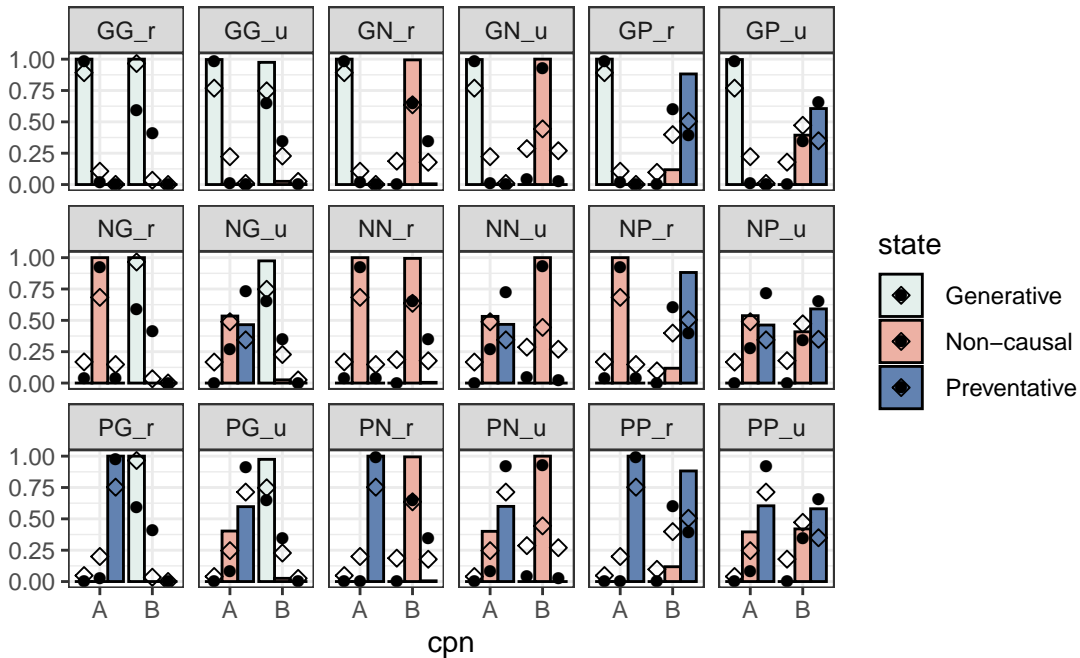 GG_r GG_u GN_r GN_u GP_r GP_u
1.00
0.75
0.50
0.25
0.00
NG_r NG_u NN_r NN_u NP_r NP_u
1.00
0.75
0.50
0.25
0.00
PG_r PG_u PN_r PN_u PP_r PP_u
1.00
0.75
0.50
0.25
0.00
A B A B A B A B A B A B
cpn
state
Generative
Non−causal
Preventative